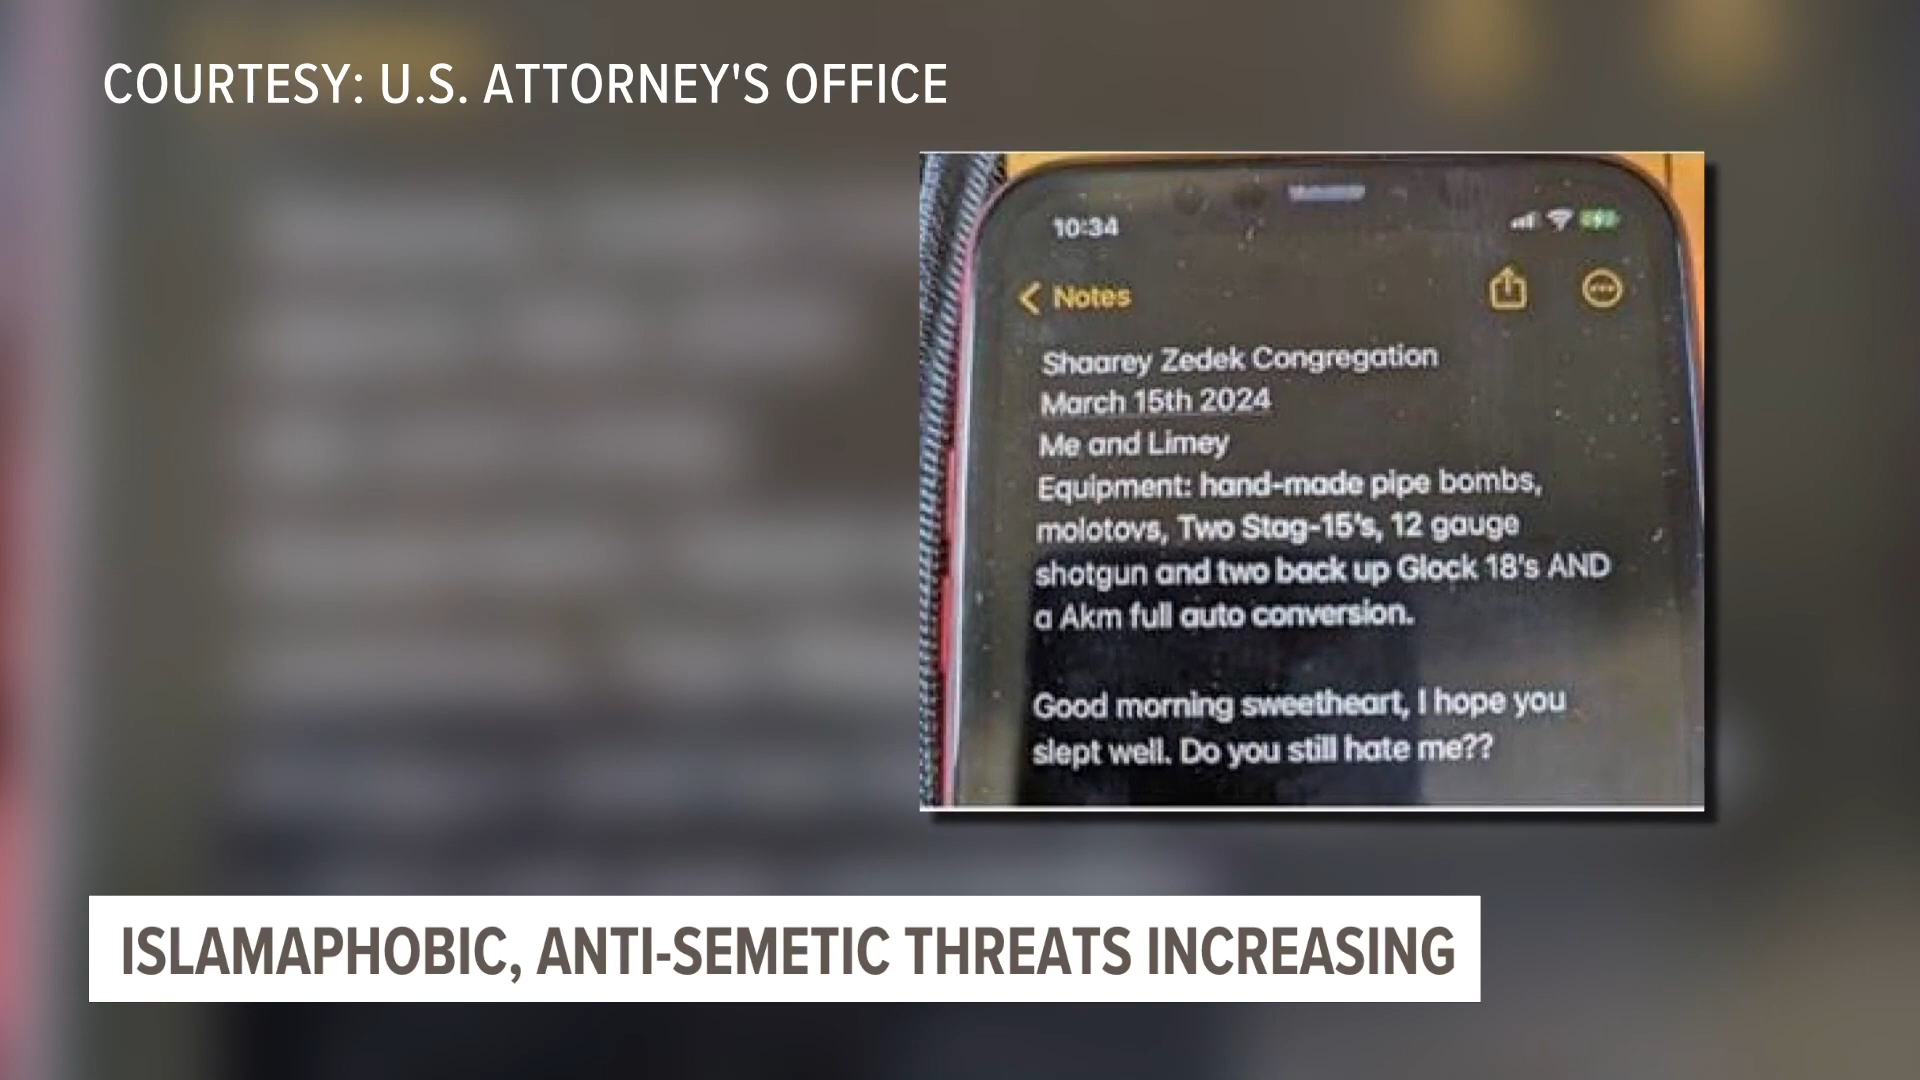 COURTESY: U.S. ATTORNEY'S OFFICE
10:34
Notes
Shaarey Zedek Congregation
March 15th 2024
Me and Limey
Equipment: hand-made pipe bombs,
molotovs, Two Stag-15's, 12 gauge
shotgun and two back up Glock 18's AND
a Akm full auto conversion.
Good morning sweetheart, I hope you
slept well. Do you still hate me??
ISLAMAPHOBIC, ANTI-SEMETIC THREATS INCREASING